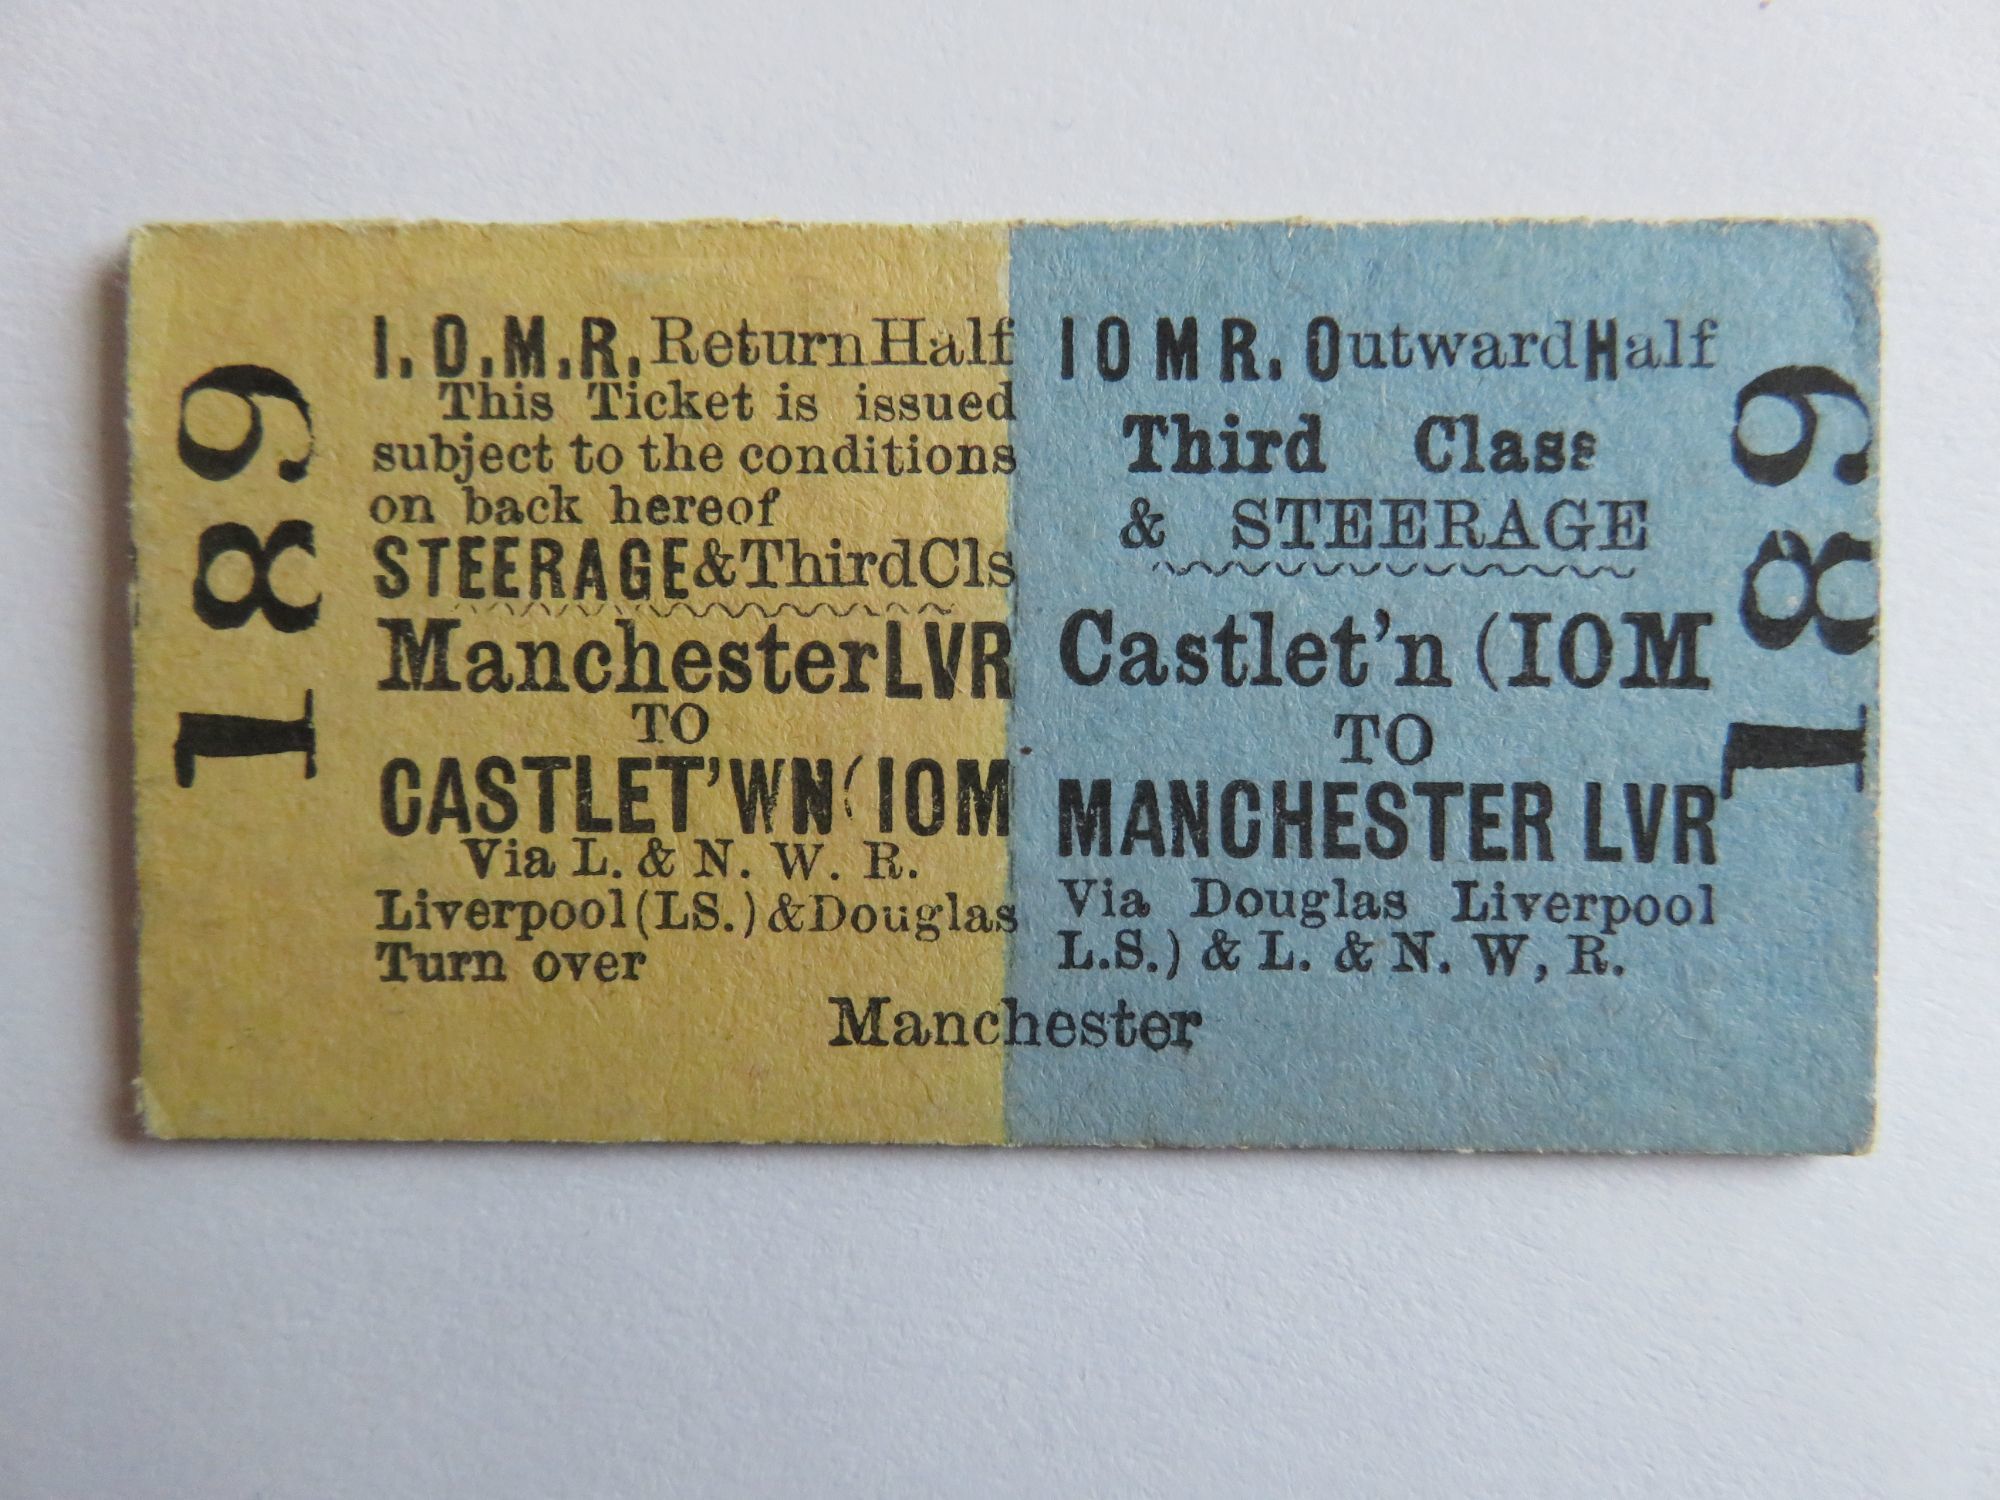 189
I.O.M.R. Return Half
This Ticket is issued
subject to the conditions
on back hereof
STEERAGE & Third Cls
Manchester LVR
TO
CASTLET'WN (IOM
Via L. & N. W. R.
Liverpool (LS.) & Douglas
Turn over
I O M R. Outward Half
Third Class
& STEERAGE
Castlet'n (IOM
TO
MANCHESTER LVR
Via Douglas Liverpool
L.S.) & L. & N. W, R.
189
Manchester